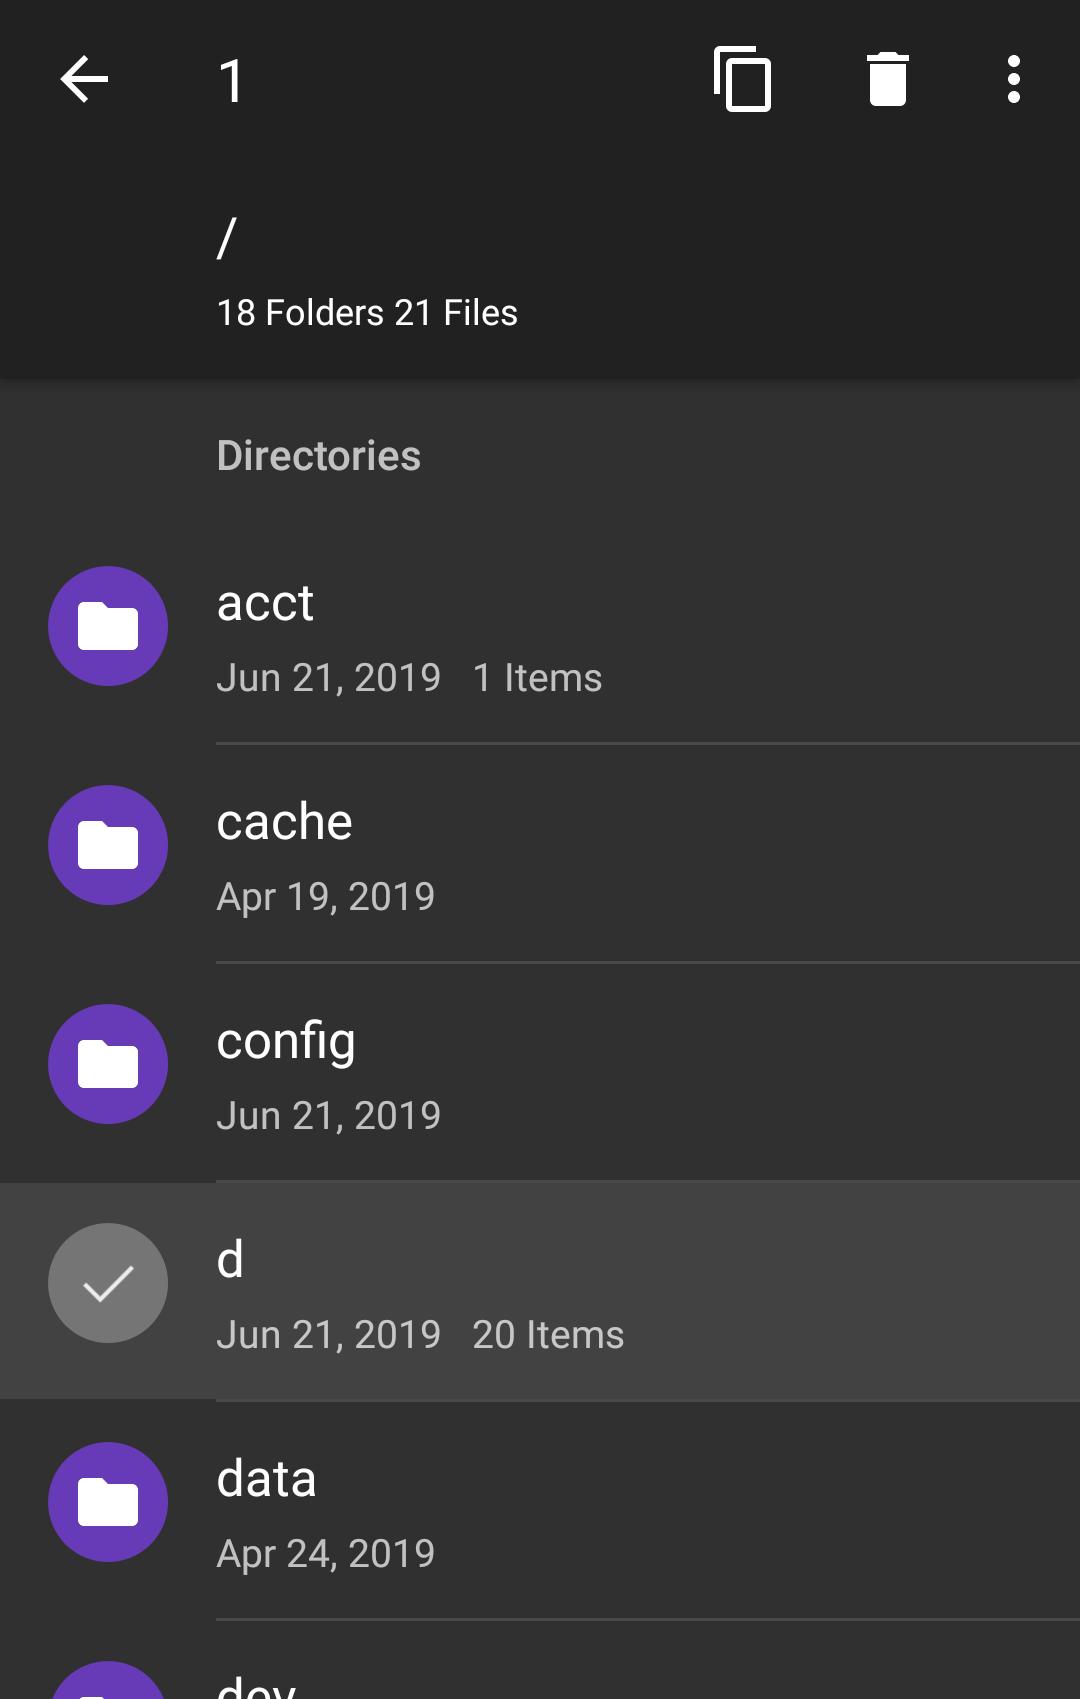 1
/
18 Folders 21 Files
Directories
acct
Jun 21, 2019 1 Items
cache
Apr 19, 2019
config
Jun 21, 2019
d
Jun 21, 2019 20 Items
data
Apr 24, 2019
dev